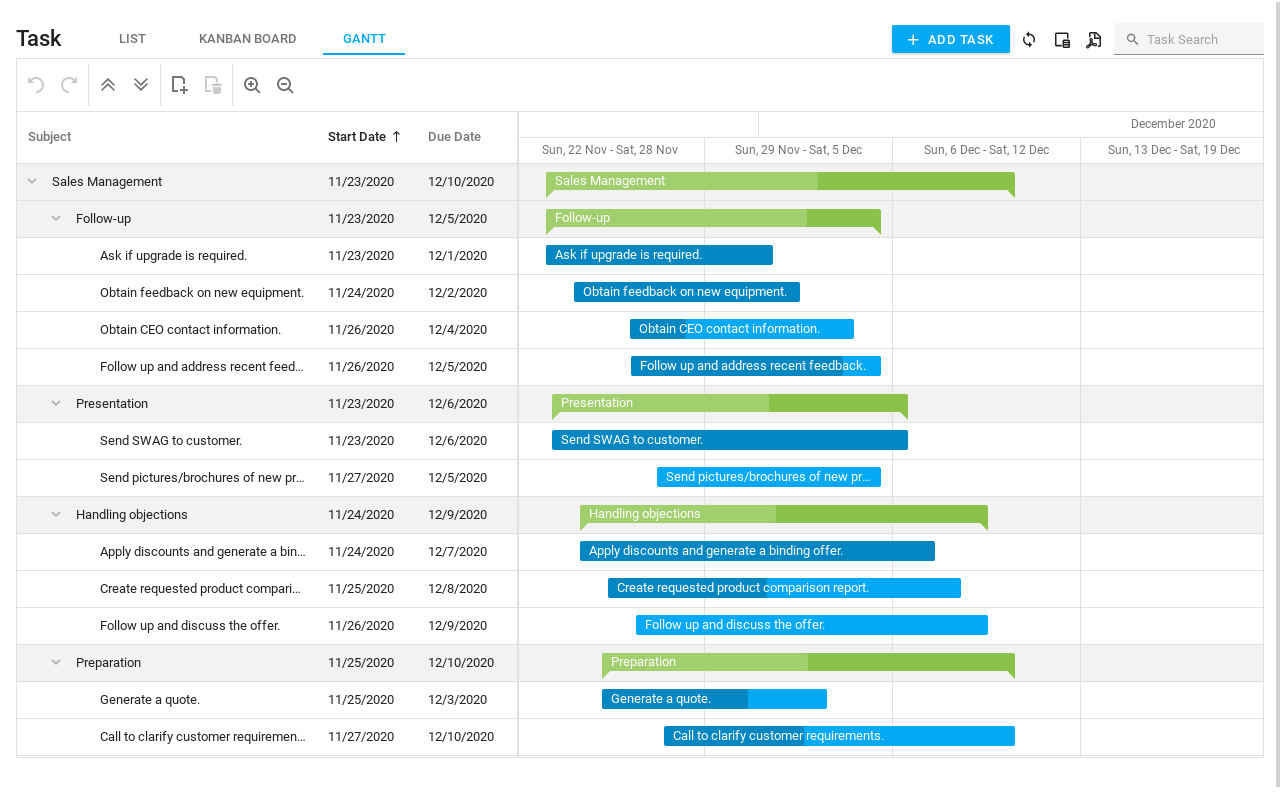 Task LIST KANBAN BOARD GANTT ADD TASK Task Search
December 2020
Subject Start Date Due Date Sun, 22 Nov - Sat, 28 Nov Sun, 29 Nov - Sat, 5 Dec Sun, 6 Dec - Sat, 12 Dec Sun, 13 Dec - Sat, 19 Dec
Sales Management 11/23/2020 12/10/2020 Sales Management
Follow-up 11/23/2020 12/5/2020 Follow-up
Ask if upgrade is required. 11/23/2020 12/1/2020 Ask if upgrade is required.
Obtain feedback on new equipment. 11/24/2020 12/2/2020 Obtain feedback on new equipment.
Obtain CEO contact information. 11/26/2020 12/4/2020 Obtain CEO contact information.
Follow up and address recent feed… 11/26/2020 12/5/2020 Follow up and address recent feedback.
Presentation 11/23/2020 12/6/2020 Presentation
Send SWAG to customer. 11/23/2020 12/6/2020 Send SWAG to customer.
Send pictures/brochures of new pr… 11/27/2020 12/5/2020 Send pictures/brochures of new pr…
Handling objections 11/24/2020 12/9/2020 Handling objections
Apply discounts and generate a bin… 11/24/2020 12/7/2020 Apply discounts and generate a binding offer.
Create requested product compari… 11/25/2020 12/8/2020 Create requested product comparison report.
Follow up and discuss the offer. 11/26/2020 12/9/2020 Follow up and discuss the offer.
Preparation 11/25/2020 12/10/2020 Preparation
Generate a quote. 11/25/2020 12/3/2020 Generate a quote.
Call to clarify customer requiremen… 11/27/2020 12/10/2020 Call to clarify customer requirements.